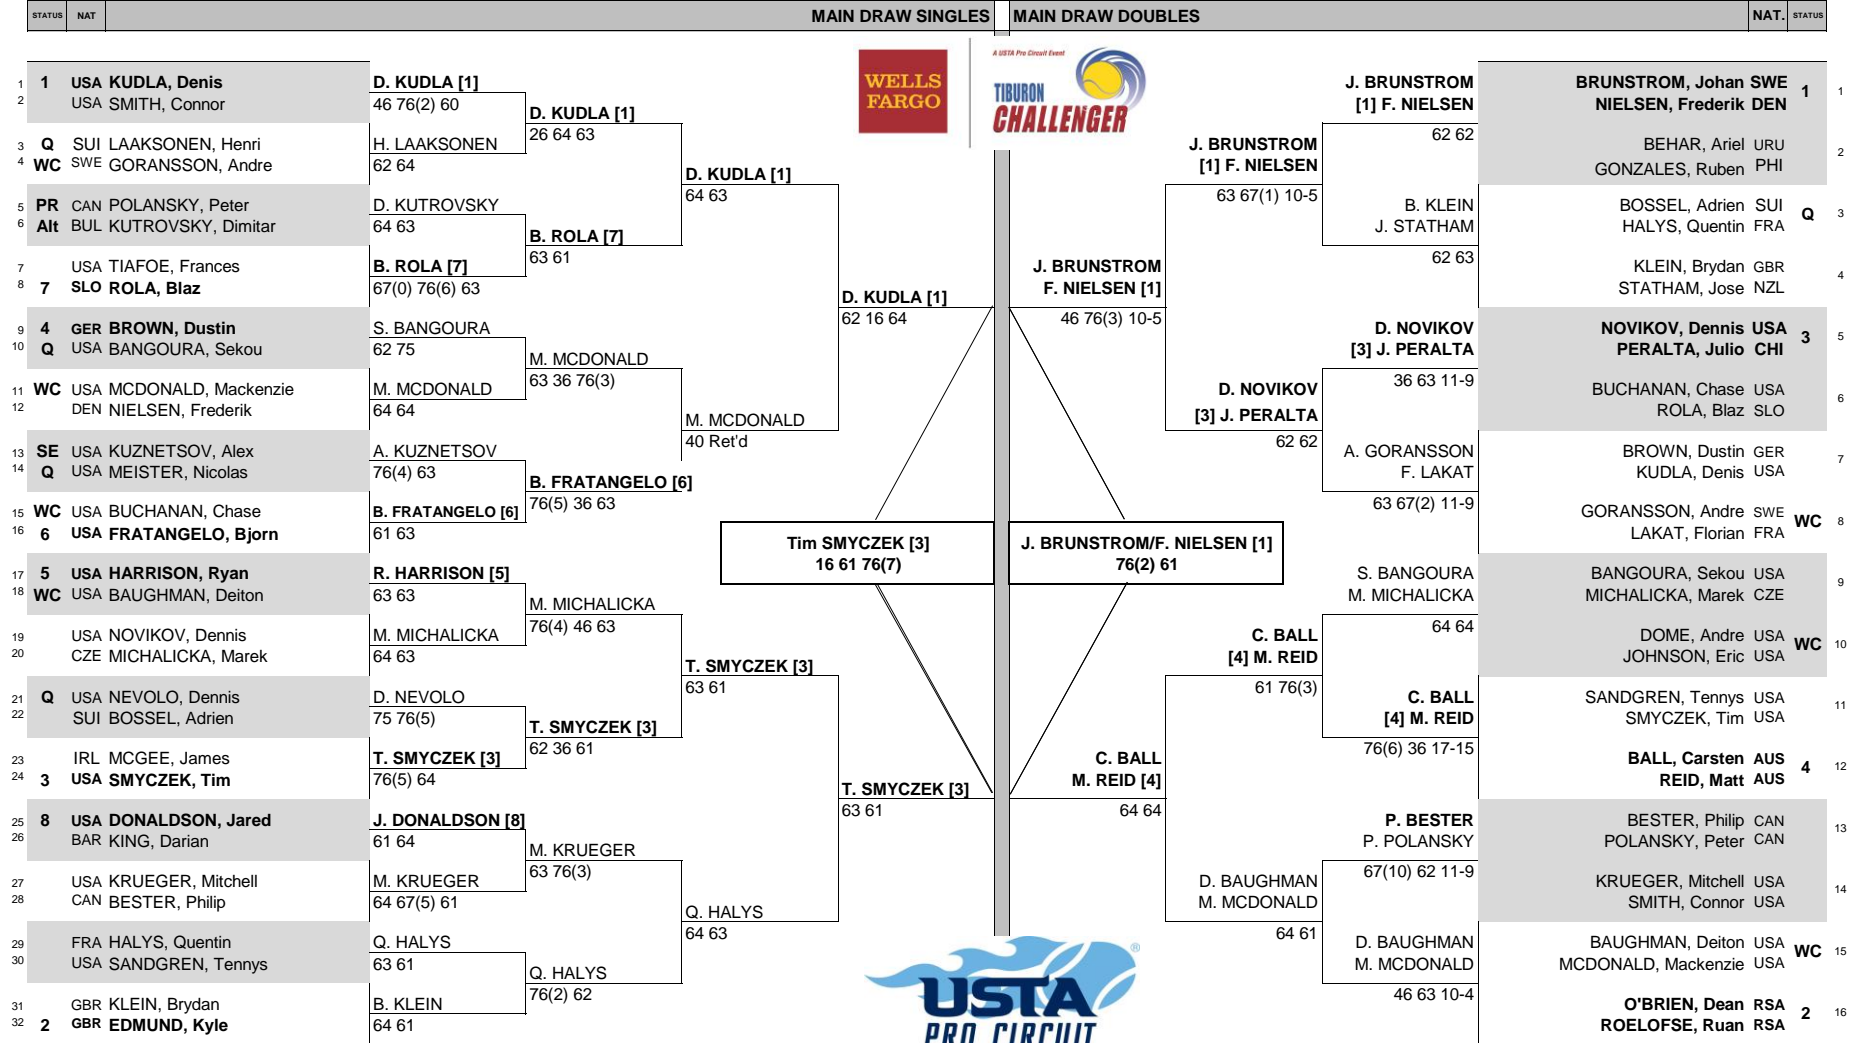 STATUS NAT MAIN DRAW SINGLES MAIN DRAW DOUBLES NAT. STATUS
A USTA Pro Circuit Event
WELLS
FARGO
TIBURON
CHALLENGER
1 1 USA KUDLA, Denis
2 USA SMITH, Connor
3 Q SUI LAAKSONEN, Henri
4 WC SWE GORANSSON, Andre
5 PR CAN POLANSKY, Peter
6 Alt BUL KUTROVSKY, Dimitar
7 USA TIAFOE, Frances
8 7 SLO ROLA, Blaz
9 4 GER BROWN, Dustin
10 Q USA BANGOURA, Sekou
11 WC USA MCDONALD, Mackenzie
12 DEN NIELSEN, Frederik
13 SE USA KUZNETSOV, Alex
14 Q USA MEISTER, Nicolas
15 WC USA BUCHANAN, Chase
16 6 USA FRATANGELO, Bjorn
17 5 USA HARRISON, Ryan
18 WC USA BAUGHMAN, Deiton
19 USA NOVIKOV, Dennis
20 CZE MICHALICKA, Marek
21 Q USA NEVOLO, Dennis
22 SUI BOSSEL, Adrien
23 IRL MCGEE, James
24 3 USA SMYCZEK, Tim
25 8 USA DONALDSON, Jared
26 BAR KING, Darian
27 USA KRUEGER, Mitchell
28 CAN BESTER, Philip
29 FRA HALYS, Quentin
30 USA SANDGREN, Tennys
31 GBR KLEIN, Brydan
32 2 GBR EDMUND, Kyle
D. KUDLA [1]
46 76(2) 60
H. LAAKSONEN
62 64
D. KUTROVSKY
64 63
B. ROLA [7]
67(0) 76(6) 63
S. BANGOURA
62 75
M. MCDONALD
64 64
A. KUZNETSOV
76(4) 63
B. FRATANGELO [6]
61 63
R. HARRISON [5]
63 63
M. MICHALICKA
64 63
D. NEVOLO
75 76(5)
T. SMYCZEK [3]
76(5) 64
J. DONALDSON [8]
61 64
M. KRUEGER
64 67(5) 61
Q. HALYS
63 61
B. KLEIN
64 61
D. KUDLA [1]
26 64 63
B. ROLA [7]
63 61
M. MCDONALD
63 36 76(3)
B. FRATANGELO [6]
76(5) 36 63
M. MICHALICKA
76(4) 46 63
T. SMYCZEK [3]
62 36 61
M. KRUEGER
63 76(3)
Q. HALYS
76(2) 62
D. KUDLA [1]
64 63
M. MCDONALD
40 Ret'd
T. SMYCZEK [3]
63 61
Q. HALYS
64 63
D. KUDLA [1]
62 16 64
T. SMYCZEK [3]
63 61
Tim SMYCZEK [3]
16 61 76(7)
J. BRUNSTROM/F. NIELSEN [1]
76(2) 61
J. BRUNSTROM
F. NIELSEN [1]
46 76(3) 10-5
C. BALL
M. REID [4]
64 64
J. BRUNSTROM
[1] F. NIELSEN
63 67(1) 10-5
D. NOVIKOV
[3] J. PERALTA
62 62
C. BALL
[4] M. REID
61 76(3)
D. BAUGHMAN
M. MCDONALD
64 61
J. BRUNSTROM
[1] F. NIELSEN
62 62
B. KLEIN
J. STATHAM
62 63
D. NOVIKOV
[3] J. PERALTA
36 63 11-9
A. GORANSSON
F. LAKAT
63 67(2) 11-9
S. BANGOURA
M. MICHALICKA
64 64
C. BALL
[4] M. REID
76(6) 36 17-15
P. BESTER
P. POLANSKY
67(10) 62 11-9
D. BAUGHMAN
M. MCDONALD
46 63 10-4
BRUNSTROM, Johan SWE 1 1
NIELSEN, Frederik DEN
BEHAR, Ariel URU 2
GONZALES, Ruben PHI
BOSSEL, Adrien SUI Q 3
HALYS, Quentin FRA
KLEIN, Brydan GBR 4
STATHAM, Jose NZL
NOVIKOV, Dennis USA 3 5
PERALTA, Julio CHI
BUCHANAN, Chase USA 6
ROLA, Blaz SLO
BROWN, Dustin GER 7
KUDLA, Denis USA
GORANSSON, Andre SWE WC 8
LAKAT, Florian FRA
BANGOURA, Sekou USA 9
MICHALICKA, Marek CZE
DOME, Andre USA WC 10
JOHNSON, Eric USA
SANDGREN, Tennys USA 11
SMYCZEK, Tim USA
BALL, Carsten AUS 4 12
REID, Matt AUS
BESTER, Philip CAN 13
POLANSKY, Peter CAN
KRUEGER, Mitchell USA 14
SMITH, Connor USA
BAUGHMAN, Deiton USA WC 15
MCDONALD, Mackenzie USA
O'BRIEN, Dean RSA 2 16
ROELOFSE, Ruan RSA
USTA ®
PRO CIRCUIT